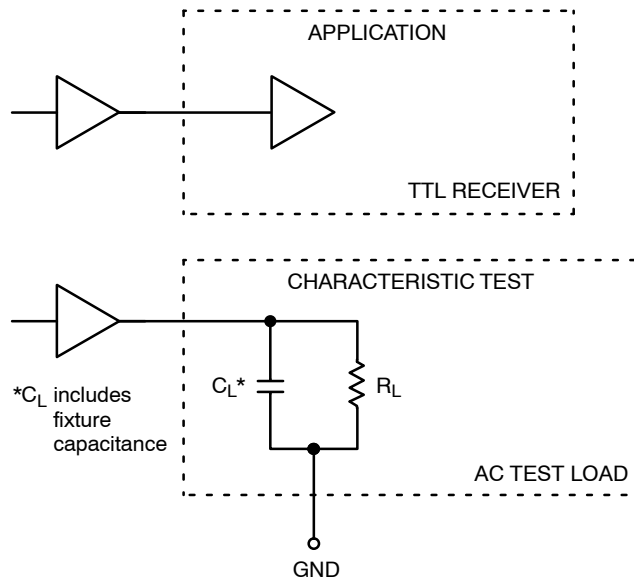 APPLICATION
TTL RECEIVER
CHARACTERISTIC TEST
*CL includes
fixture
capacitance
CL*
RL
AC TEST LOAD
GND